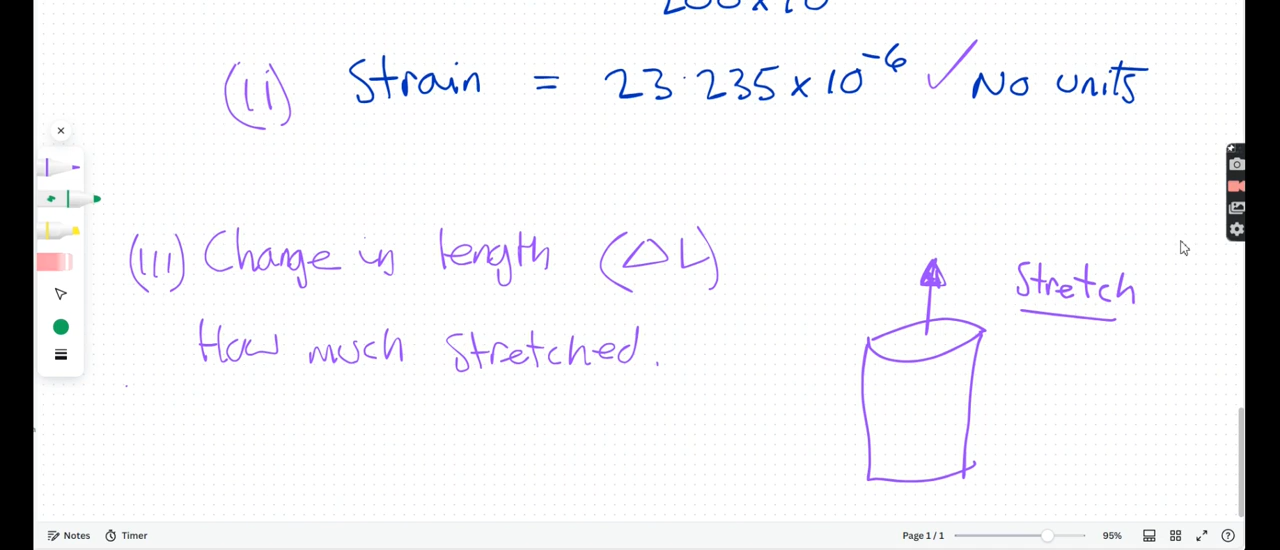 200x10
(ii) Strain = 23.235 x 10⁻⁶ ✓ No units
(iii) Change in length (△L)
Stretch
How much stretched.
Notes Timer Page 1 / 1 95%